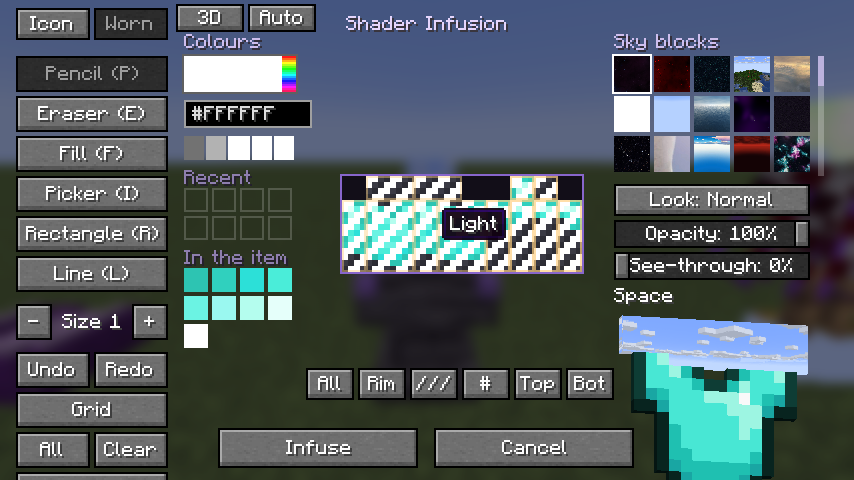 Icon
Worn
3D
Auto
Shader Infusion
Colours
Sky blocks
Pencil (P)
Eraser (E)
#FFFFFF
Fill (F)
Recent
Picker (I)
Look: Normal
Light
Rectangle (R)
Opacity: 100%
In the item
Line (L)
See-through: 0%
Space
-
Size 1
+
Undo
Redo
All
Rim
///
#
Top
Bot
Grid
All
Clear
Infuse
Cancel